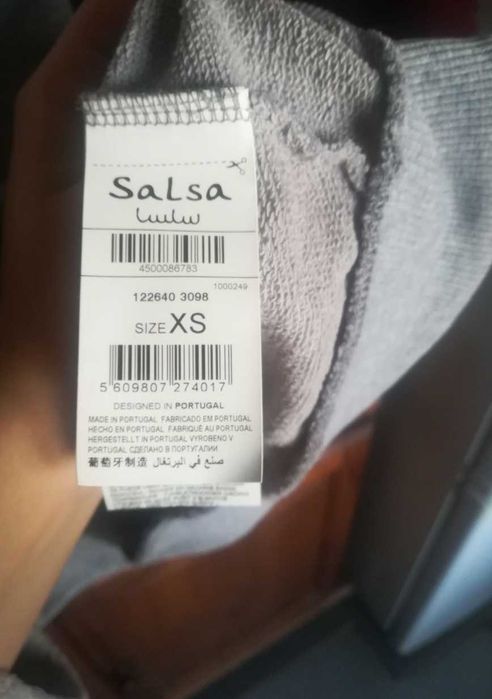 Salsa
سلسا
4500086783
1000249
122640 3098
SIZE XS
5 609807 274017
DESIGNED IN PORTUGAL
MADE IN PORTUGAL FABRICADO EM PORTUGAL
HECHO EN PORTUGAL FABRIQUÉ AU PORTUGAL
HERGESTELLT IN PORTUGAL VYROBENO V
PORTUGAL СДЕЛАНО В ПОРТУГАЛИИ
葡萄牙制造 صنع في البرتغال